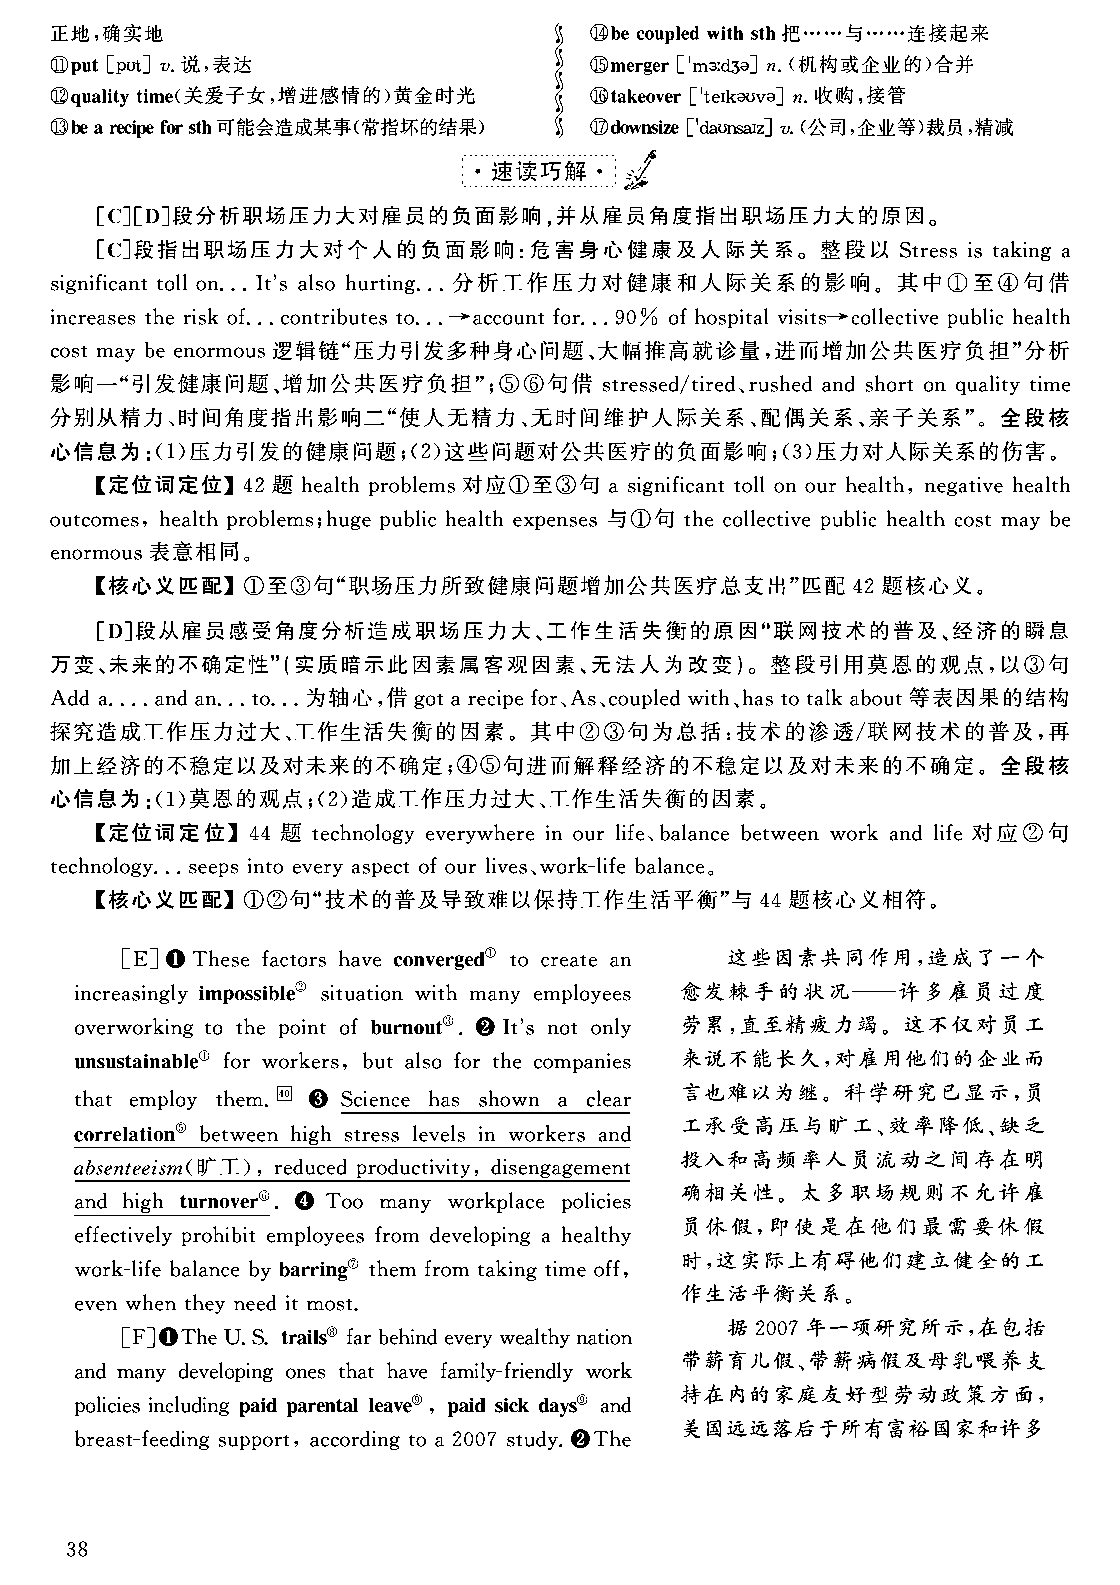 正地,确实地
⑪put [pʊt] v. 说,表达
⑫quality time(关爱子女,增进感情的)黄金时光
⑬be a recipe for sth 可能会造成某事(常指坏的结果)
⑭be coupled with sth 把……与……连接起来
⑮merger [ˈmɜːdʒə] n. (机构或企业的)合并
⑯takeover [ˈteɪkəʊvə] n. 收购,接管
⑰downsize [ˈdaʊnsaɪz] v. (公司,企业等)裁员,精减
·速读巧解·
[C][D]段分析职场压力大对雇员的负面影响,并从雇员角度指出职场压力大的原因。
[C]段指出职场压力大对个人的负面影响:危害身心健康及人际关系。整段以 Stress is taking a
significant toll on... It's also hurting... 分析工作压力对健康和人际关系的影响。其中①至④句借
increases the risk of... contributes to... →account for... 90% of hospital visits→collective public health
cost may be enormous 逻辑链“压力引发多种身心问题、大幅推高就诊量,进而增加公共医疗负担”分析
影响一“引发健康问题、增加公共医疗负担”;⑤⑥句借 stressed/tired、rushed and short on quality time
分别从精力、时间角度指出影响二“使人无精力、无时间维护人际关系、配偶关系、亲子关系”。全段核
心信息为:(1)压力引发的健康问题;(2)这些问题对公共医疗的负面影响;(3)压力对人际关系的伤害。
【定位词定位】42 题 health problems 对应①至③句 a significant toll on our health, negative health
outcomes, health problems;huge public health expenses 与①句 the collective public health cost may be
enormous 表意相同。
【核心义匹配】①至③句“职场压力所致健康问题增加公共医疗总支出”匹配 42 题核心义。
[D]段从雇员感受角度分析造成职场压力大、工作生活失衡的原因“联网技术的普及、经济的瞬息
万变、未来的不确定性”(实质暗示此因素属客观因素、无法人为改变)。整段引用莫恩的观点,以③句
Add a.... and an... to... 为轴心,借 got a recipe for、As、coupled with、has to talk about 等表因果的结构
探究造成工作压力过大、工作生活失衡的因素。其中②③句为总括:技术的渗透/联网技术的普及,再
加上经济的不稳定以及对未来的不确定;④⑤句进而解释经济的不稳定以及对未来的不确定。全段核
心信息为:(1)莫恩的观点;(2)造成工作压力过大、工作生活失衡的因素。
【定位词定位】44 题 technology everywhere in our life、balance between work and life 对应②句
technology... seeps into every aspect of our lives、work-life balance。
【核心义匹配】①②句“技术的普及导致难以保持工作生活平衡”与 44 题核心义相符。
[E]❶These factors have converged① to create an
increasingly impossible② situation with many employees
overworking to the point of burnout③. ❷It's not only
unsustainable④ for workers, but also for the companies
that employ them. 40 ❸ Science has shown a clear
correlation⑤ between high stress levels in workers and
absenteeism(旷工), reduced productivity, disengagement
and high turnover⑥. ❹ Too many workplace policies
effectively prohibit employees from developing a healthy
work-life balance by barring⑦ them from taking time off,
even when they need it most.
[F]❶The U. S. trails⑧ far behind every wealthy nation
and many developing ones that have family-friendly work
policies including paid parental leave⑨, paid sick days⑩ and
breast-feeding support, according to a 2007 study. ❷The
这些因素共同作用,造成了一个
愈发棘手的状况——许多雇员过度
劳累,直至精疲力竭。这不仅对员工
来说不能长久,对雇用他们的企业而
言也难以为继。科学研究已显示,员
工承受高压与旷工、效率降低、缺乏
投入和高频率人员流动之间存在明
确相关性。太多职场规则不允许雇
员休假,即使是在他们最需要休假
时,这实际上有碍他们建立健全的工
作生活平衡关系。
据 2007 年一项研究所示,在包括
带薪育儿假、带薪病假及母乳喂养支
持在内的家庭友好型劳动政策方面,
美国远远落后于所有富裕国家和许多
38